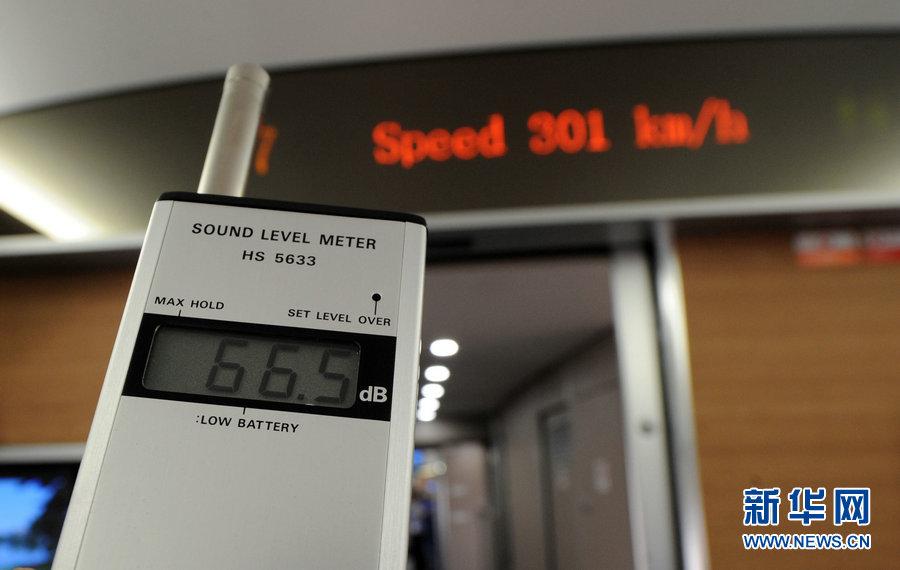 7 Speed 301 km/h
SOUND LEVEL METER
HS 5633
MAX HOLD
SET LEVEL OVER
66.5 dB
:LOW BATTERY
新华网
WWW.NEWS.CN